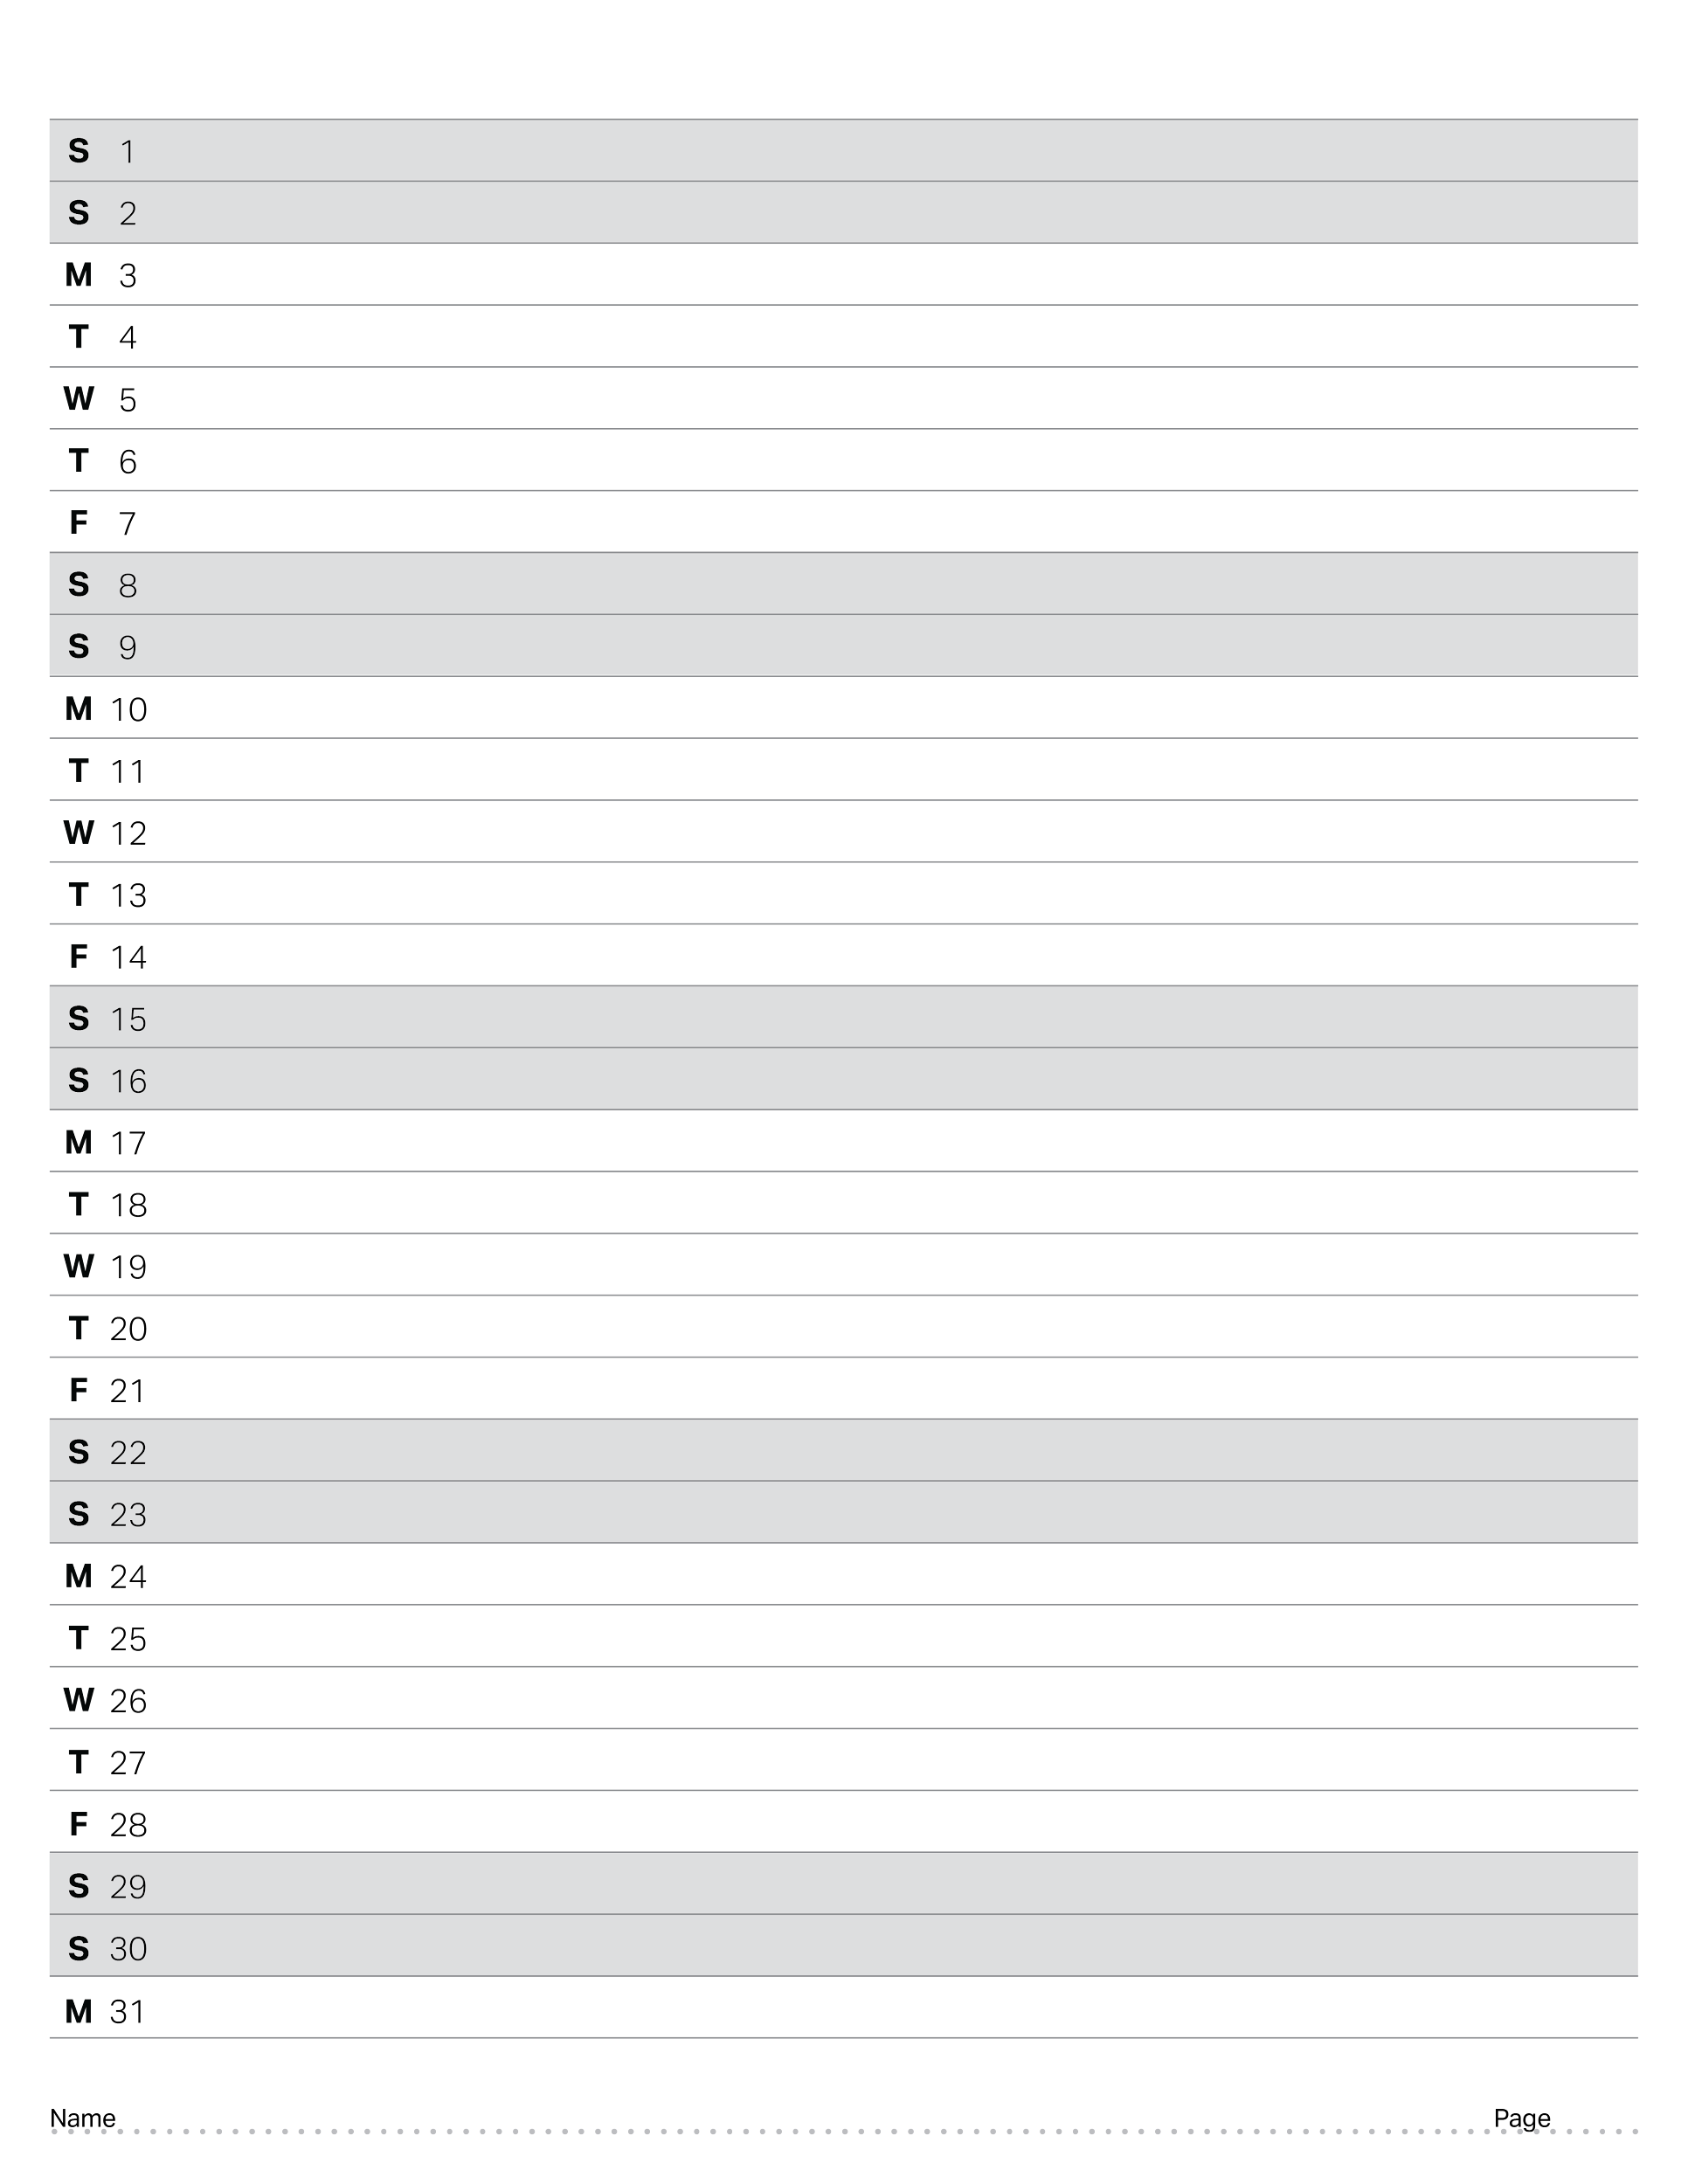 S 1
S 2
M 3
T 4
W 5
T 6
F 7
S 8
S 9
M 10
T 11
W 12
T 13
F 14
S 15
S 16
M 17
T 18
W 19
T 20
F 21
S 22
S 23
M 24
T 25
W 26
T 27
F 28
S 29
S 30
M 31
Name Page